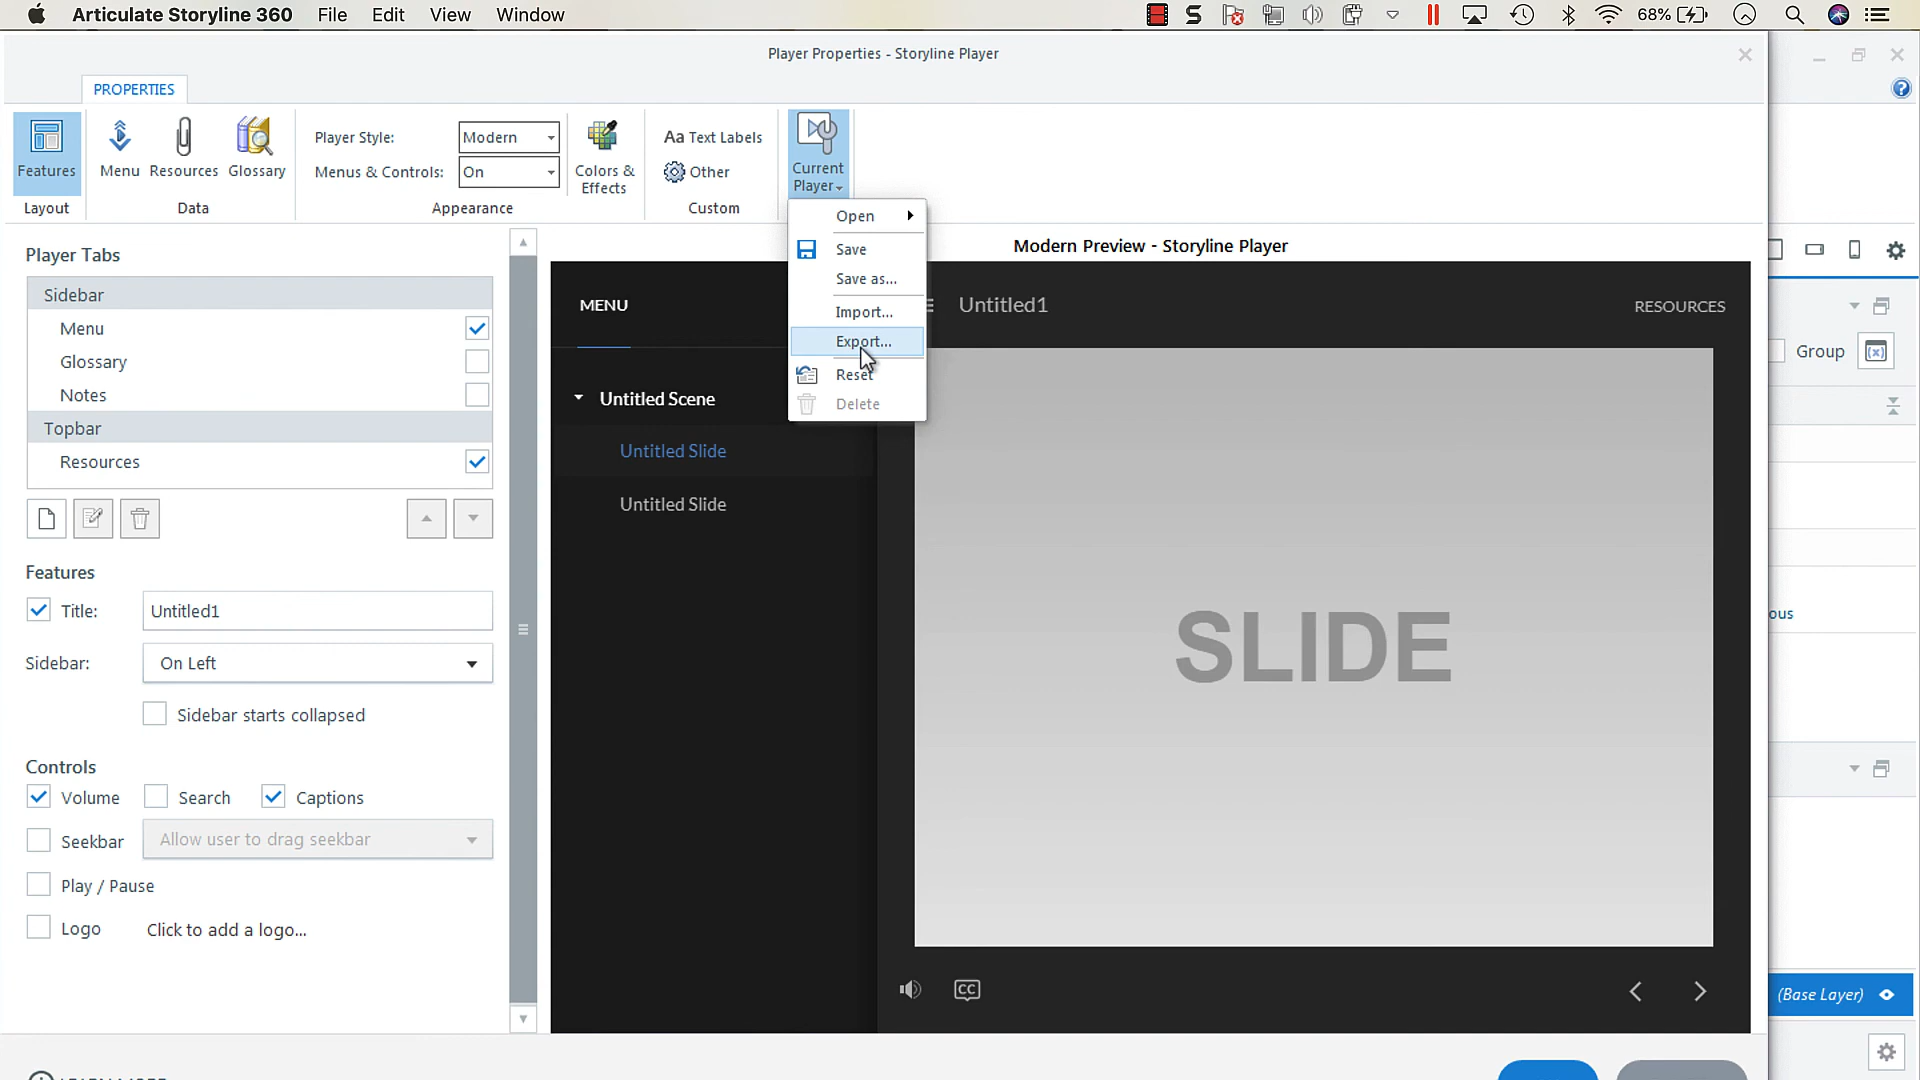 Articulate Storyline 360 File Edit View Window 68%
Player Properties - Storyline Player
PROPERTIES
Features
Layout
Menu Resources Glossary
Data
Player Style: Modern
Menus & Controls: On
Appearance
Colors & Effects
Aa Text Labels
Other
Custom
Current Player
Open
Save
Save as...
Import...
Export...
Reset
Delete
Player Tabs
Sidebar
Menu
Glossary
Notes
Topbar
Resources
Features
Title: Untitled1
Sidebar: On Left
Sidebar starts collapsed
Controls
Volume Search Captions
Seekbar Allow user to drag seekbar
Play / Pause
Logo Click to add a logo...
Modern Preview - Storyline Player
MENU
Untitled1
RESOURCES
Untitled Scene
Untitled Slide
Untitled Slide
SLIDE
CC
Group
ous
(Base Layer)